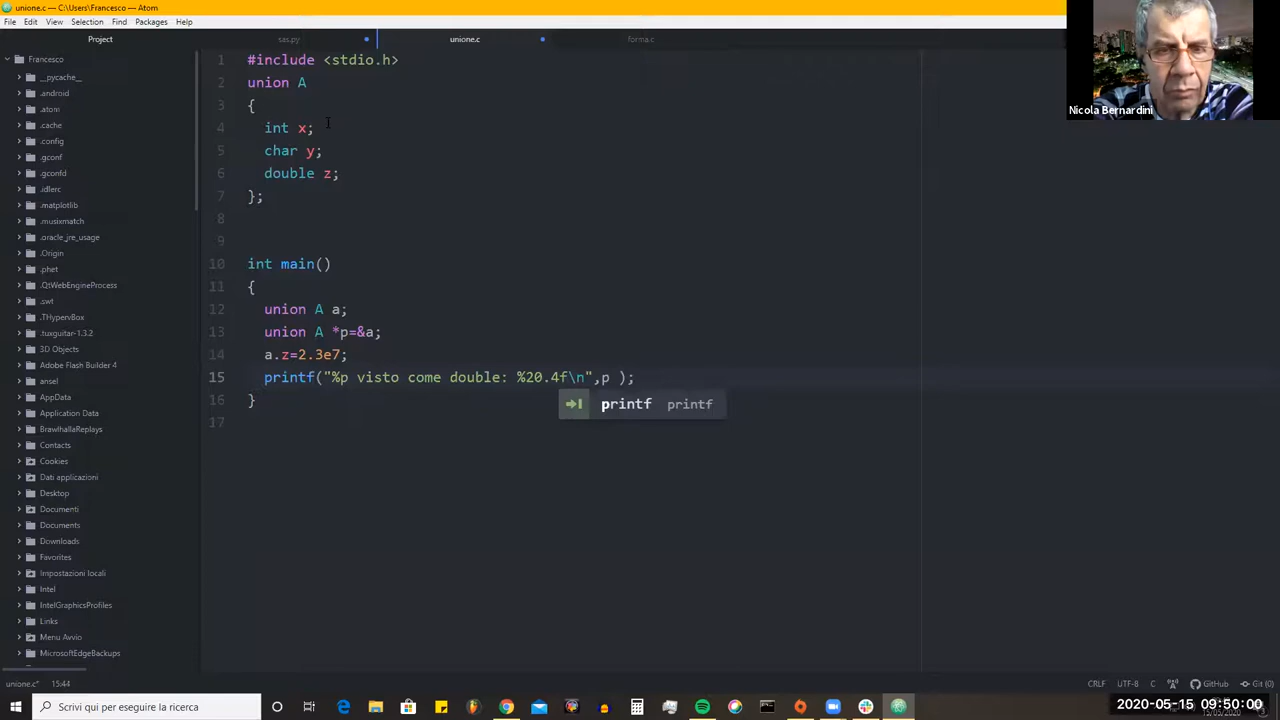 unione.c — C:\Users\Francesco — Atom
File Edit View Selection Find Packages Help
Project
sas.py
unione.c
forma.c
Nicola Bernardini
Francesco
__pycache__
.android
.atom
.cache
.config
.gconf
.gconfd
.idlerc
.matplotlib
.musixmatch
.oracle_jre_usage
.Origin
.phet
.QtWebEngineProcess
.swt
.THypervBox
.tuxguitar-1.3.2
3D Objects
Adobe Flash Builder 4
ansel
AppData
Application Data
BrawlhallaReplays
Contacts
Cookies
Dati applicazioni
Desktop
Documenti
Documents
Downloads
Favorites
Impostazioni locali
Intel
IntelGraphicsProfiles
Links
Menu Avvio
MicrosoftEdgeBackups
1 #include <stdio.h>
2 union A
3 {
4 int x;
5 char y;
6 double z;
7 };
8
9
10 int main()
11 {
12 union A a;
13 union A *p=&a;
14 a.z=2.3e7;
15 printf("%p visto come double: %20.4f\n",p );
16 }
17
printf printf
unione.c* 15:44
CRLF UTF-8 C GitHub Git (0)
Scrivi qui per eseguire la ricerca
2020-05-15 09:50:00